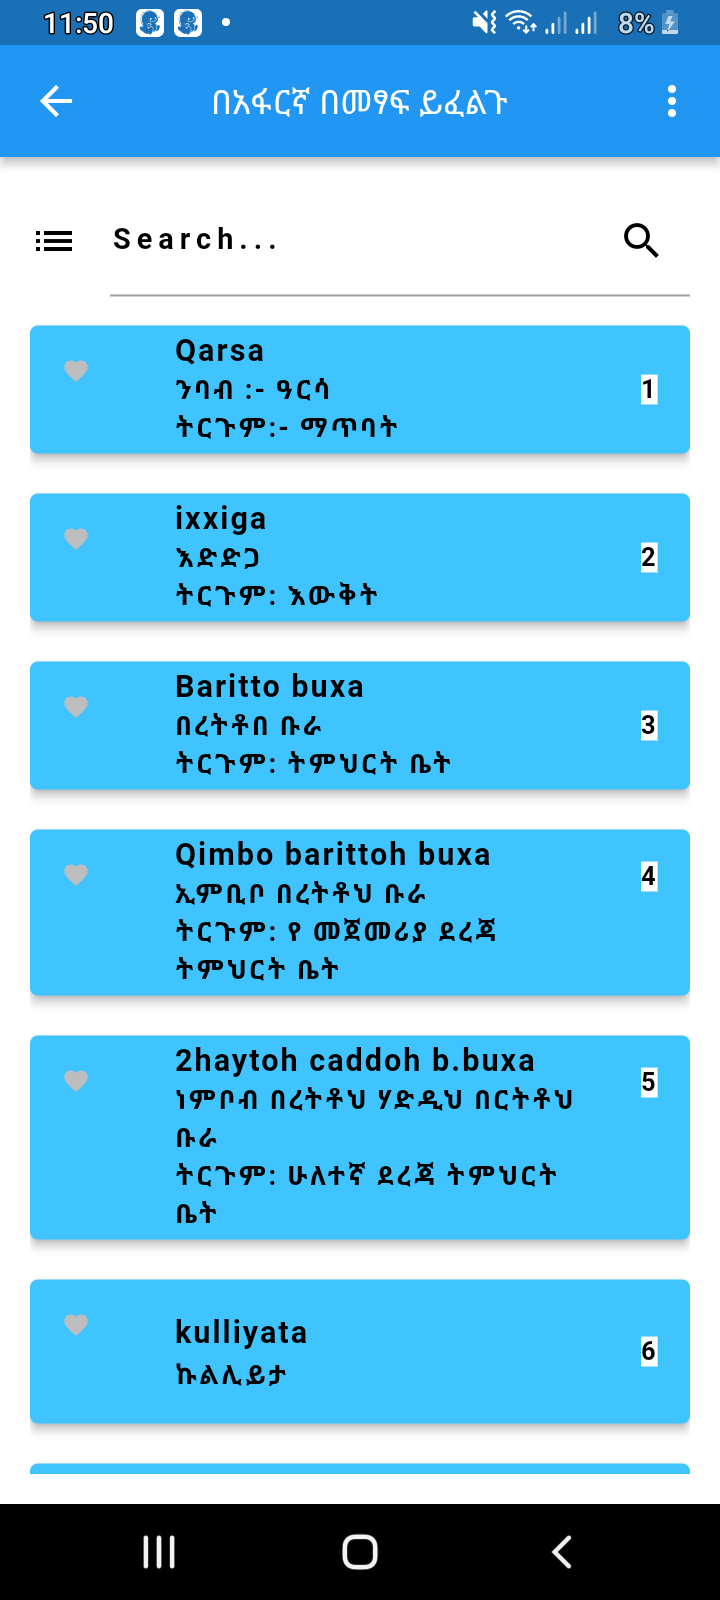 11:50
8%
በአፋርኛ በመፃፍ ይፈልጉ
Search...
Qarsa
ንባብ :- ዓርሳ
ትርጉም:- ማጥባት
1
ixxiga
እድድጋ
ትርጉም: እውቅት
2
Baritto buxa
በረትቶበ ቡራ
ትርጉም: ትምህርት ቤት
3
Qimbo barittoh buxa
ኢምቢቦ በረትቶህ ቡራ
ትርጉም: የ መጀመሪያ ደረጃ
ትምህርት ቤት
4
2haytoh caddoh b.buxa
ነምቦብ በረትቶህ ሃድዲህ በርትቶህ
ቡራ
ትርጉም: ሁለተኛ ደረጃ ትምህርት
ቤት
5
kulliyata
ኩልሊይታ
6